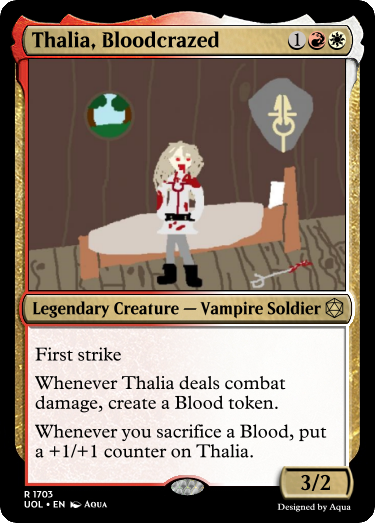 Thalia, Bloodcrazed 1
Legendary Creature — Vampire Soldier
First strike
Whenever Thalia deals combat
damage, create a Blood token.
Whenever you sacrifice a Blood, put
a +1/+1 counter on Thalia.
3/2
R 1703
UOL • EN Aqua
Designed by Aqua